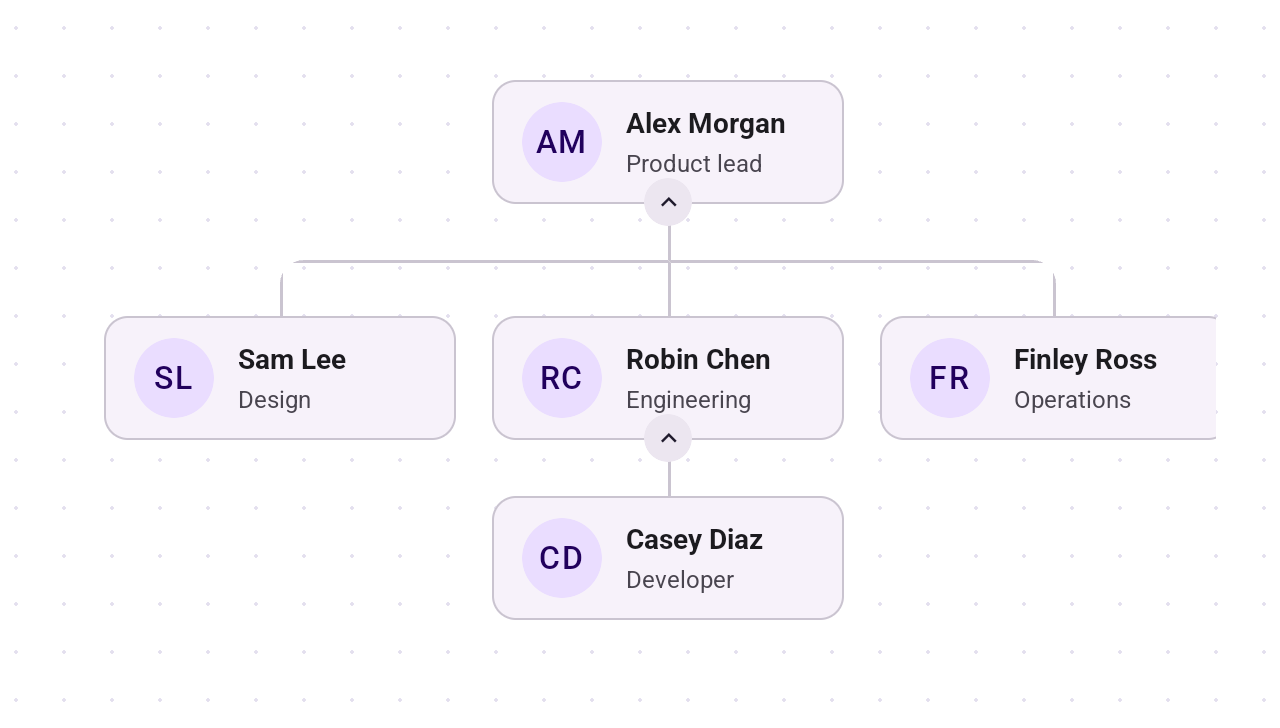 AM
Alex Morgan
Product lead
SL
Sam Lee
Design
RC
Robin Chen
Engineering
FR
Finley Ross
Operations
CD
Casey Diaz
Developer